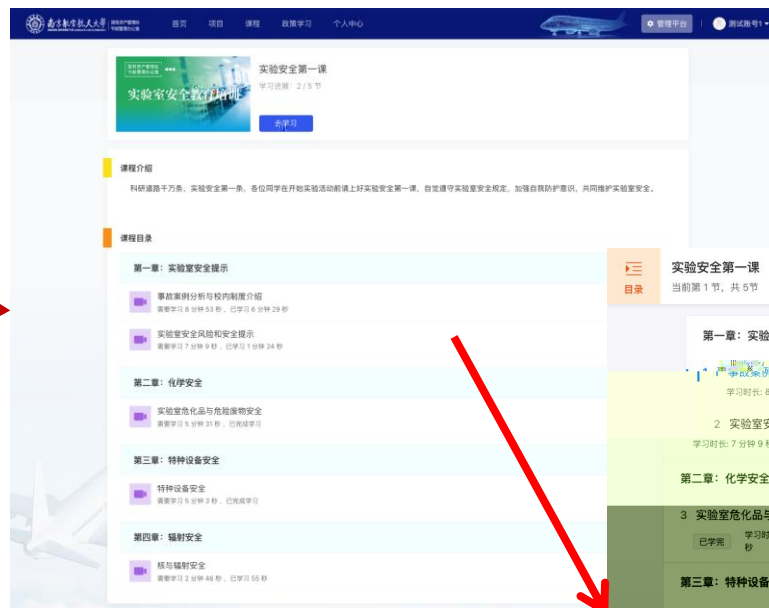 南京航空航天大学
首页 项目 课程 政策学习 个人中心
管理平台
测试账号1
实验室安全教育培训
实验安全第一课
学习进展: 2/5 节
去学习
课程介绍
科研道路千万条，实验安全第一条，各位同学在开始实验活动前请上好实验安全第一课，自觉遵守实验室安全规定，加强自我防护意识，共同维护实验室安全。
课程目录
第一章：实验室安全提示
事故案例分析与校内制度介绍
需要学习 8 分钟 53 秒 ，已学习 6 分钟 29 秒
实验室安全风险和安全提示
需要学习 7 分钟 9 秒 ，已学习 1 分钟 24 秒
第二章：化学安全
实验室危化品与危险废物安全
需要学习 5 分钟 31 秒 ，已完成学习
第三章：特种设备安全
特种设备安全
需要学习 5 分钟 3 秒 ，已完成学习
第四章：辐射安全
核与辐射安全
需要学习 2 分钟 46 秒 ，已学习 55 秒
目录
实验安全第一课
当前第 1 节，共 5节
第一章：实验
事故案例
学习时长: 8
2 实验室安
学习时长: 7 分钟 9 秒
第二章：化学安全
3 实验室危化品与
已学完 学习时
秒
第三章：特种设备